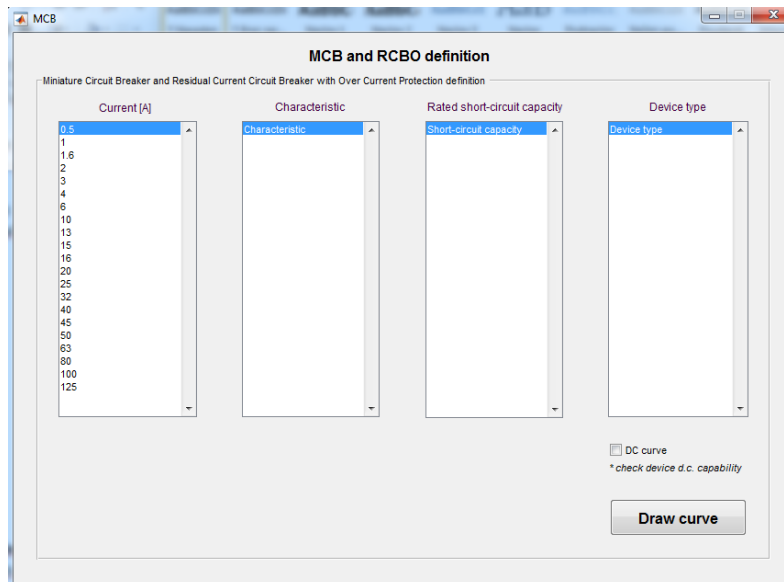 MCB
MCB and RCBO definition
Miniature Circuit Breaker and Residual Current Circuit Breaker with Over Current Protection definition
Current [A]
0.5
1
1.6
2
3
4
6
10
13
15
16
20
25
32
40
45
50
63
80
100
125
Characteristic
Characteristic
Rated short-circuit capacity
Short-circuit capacity
Device type
Device type
DC curve
* check device d.c. capability
Draw curve